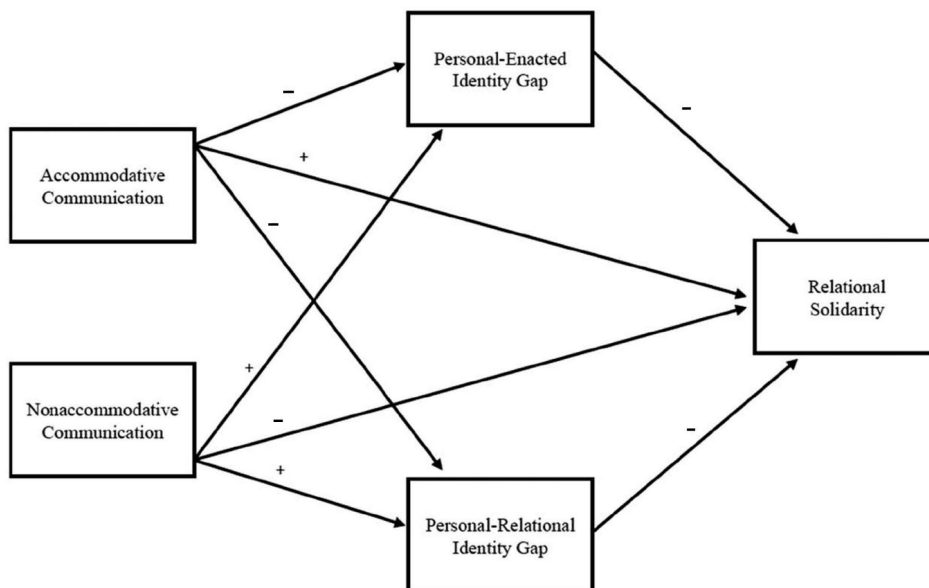 Personal-Enacted
Identity Gap
–
–
+
Accommodative
Communication
–
Relational
Solidarity
+
Nonaccommodative
Communication
–
+
–
Personal-Relational
Identity Gap